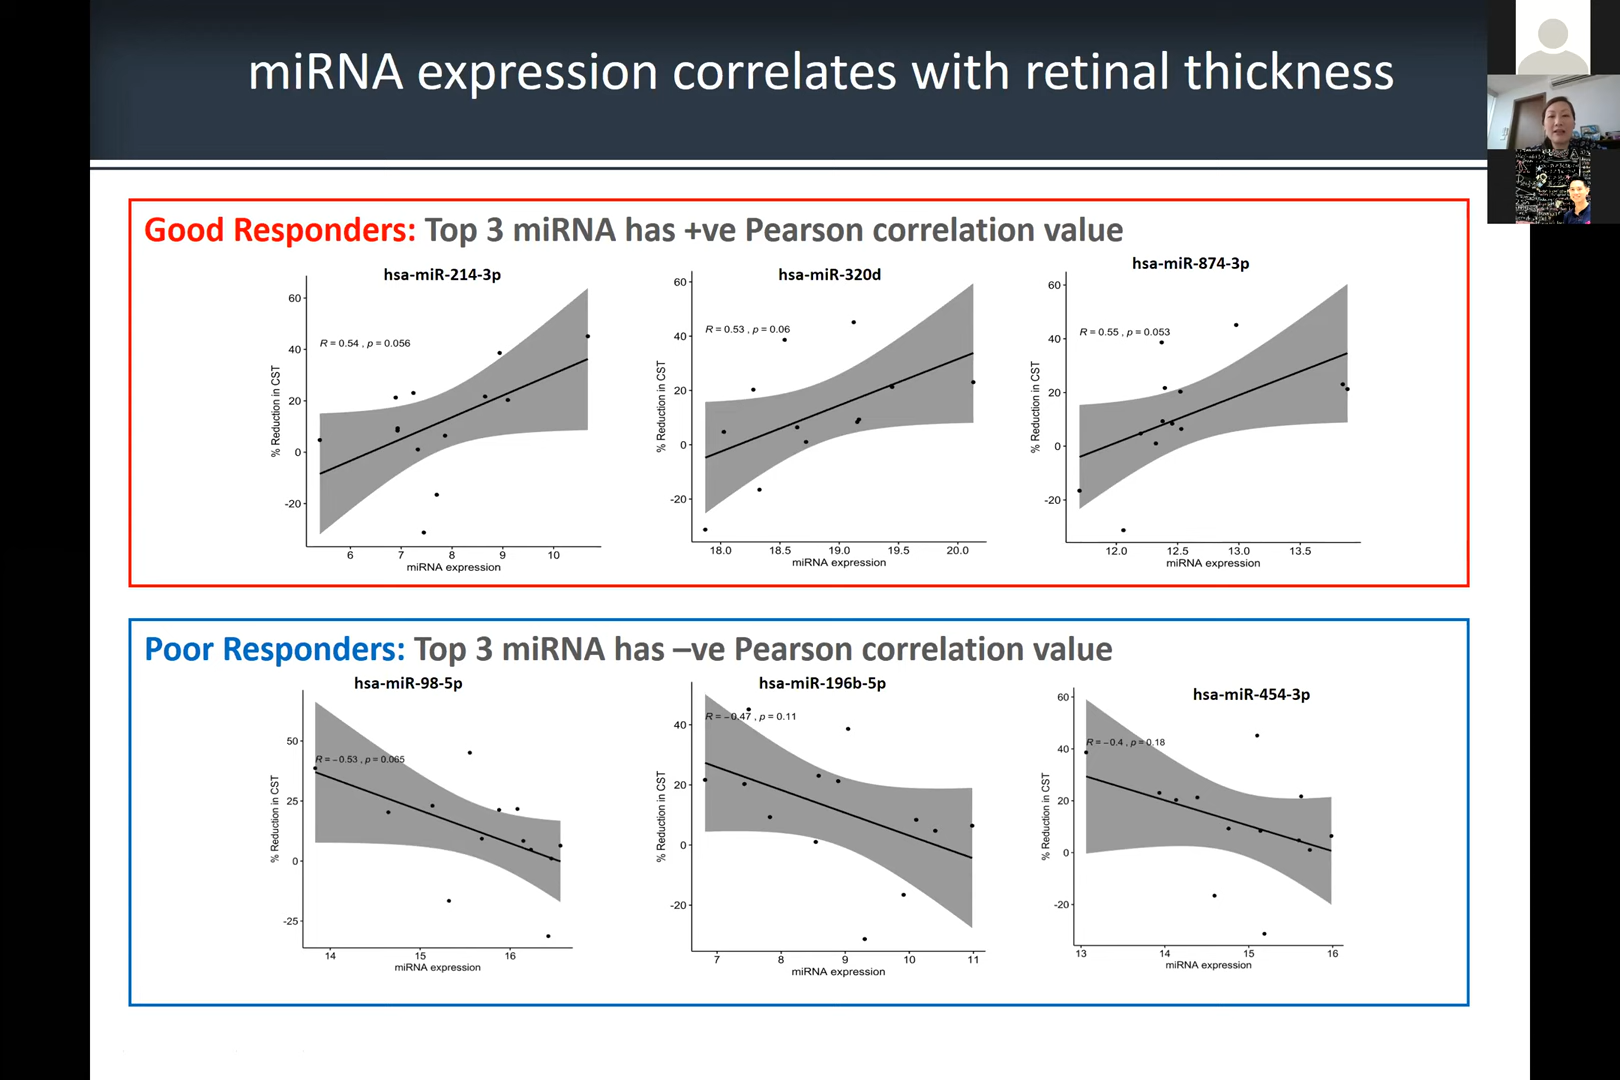 miRNA expression correlates with retinal thickness
Good Responders: Top 3 miRNA has +ve Pearson correlation value
hsa-miR-214-3p
R = 0.54 , p = 0.056
% Reduction in CST
60
40
20
0
-20
6 7 8 9 10
miRNA expression
hsa-miR-320d
R = 0.53 , p = 0.06
% Reduction in CST
60
40
20
0
-20
18.0 18.5 19.0 19.5 20.0
miRNA expression
hsa-miR-874-3p
R = 0.55 , p = 0.053
% Reduction in CST
60
40
20
0
-20
12.0 12.5 13.0 13.5
miRNA expression
Poor Responders: Top 3 miRNA has –ve Pearson correlation value
hsa-miR-98-5p
R = −0.53 , p = 0.065
% Reduction in CST
50
25
0
-25
14 15 16
miRNA expression
hsa-miR-196b-5p
R = −0.47 , p = 0.11
% Reduction in CST
40
20
0
-20
7 8 9 10 11
miRNA expression
hsa-miR-454-3p
R = −0.4 , p = 0.18
% Reduction in CST
60
40
20
0
-20
13 14 15 16
miRNA expression